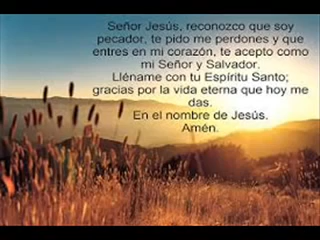 Señor Jesús, reconozco que soy
pecador, te pido me perdones y que
entres en mi corazón, te acepto como
mi Señor y Salvador.
Lléname con tu Espíritu Santo;
gracias por la vida eterna que hoy me
das.
En el nombre de Jesús.
Amén.